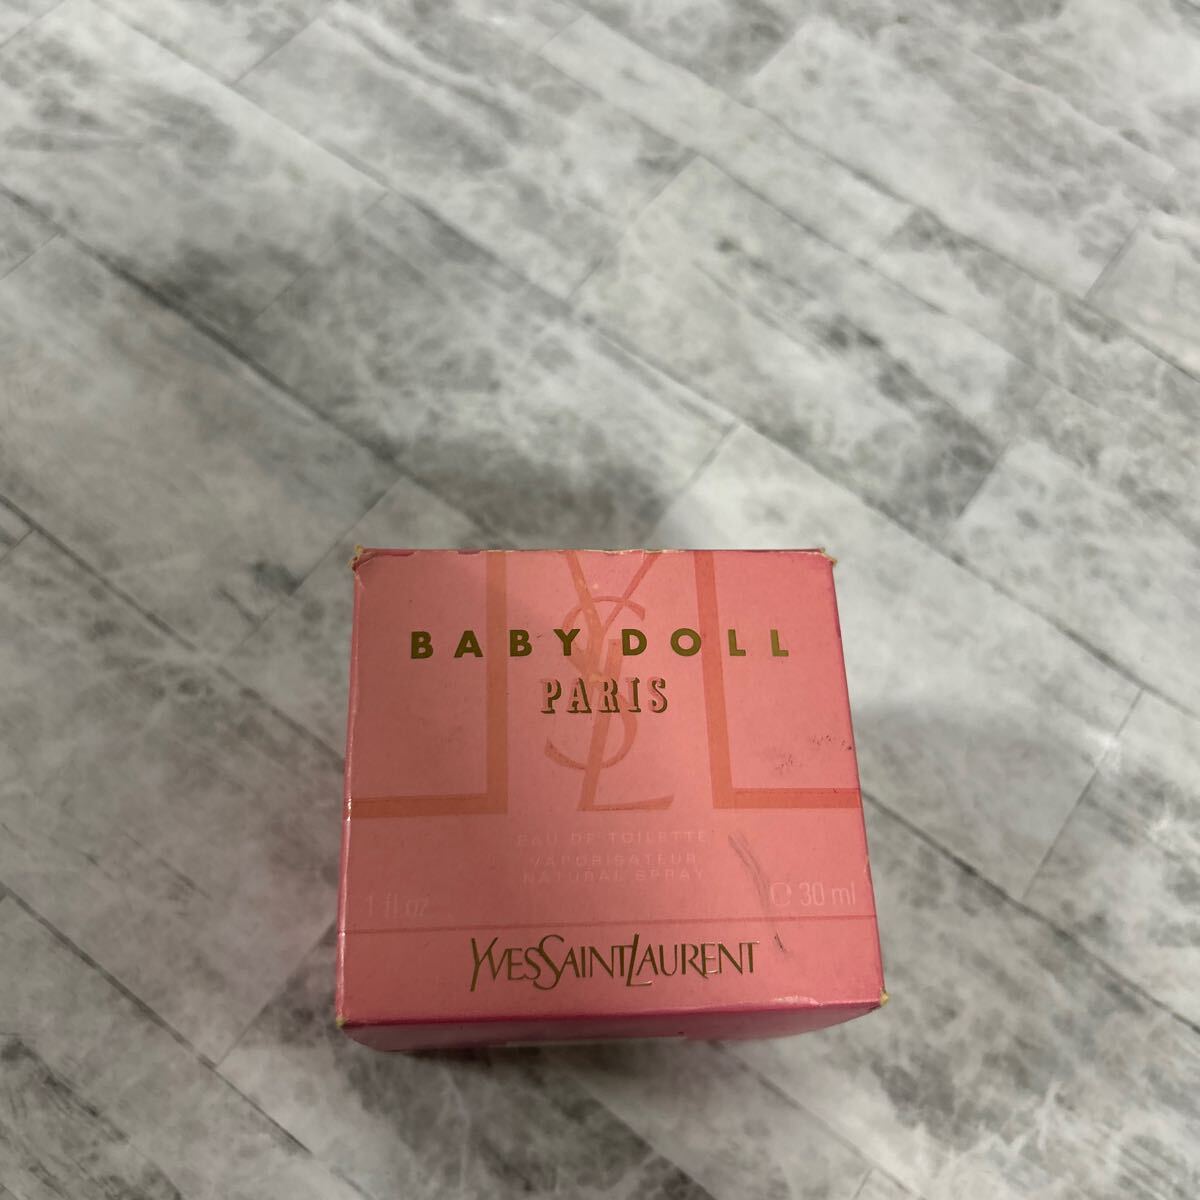 BABY DOLL
PARIS
YSL
EAU DE TOILETTE
VAPORISATEUR
NATURAL SPRAY
1 fl oz ℮ 30 ml
YVESSAINTLAURENT